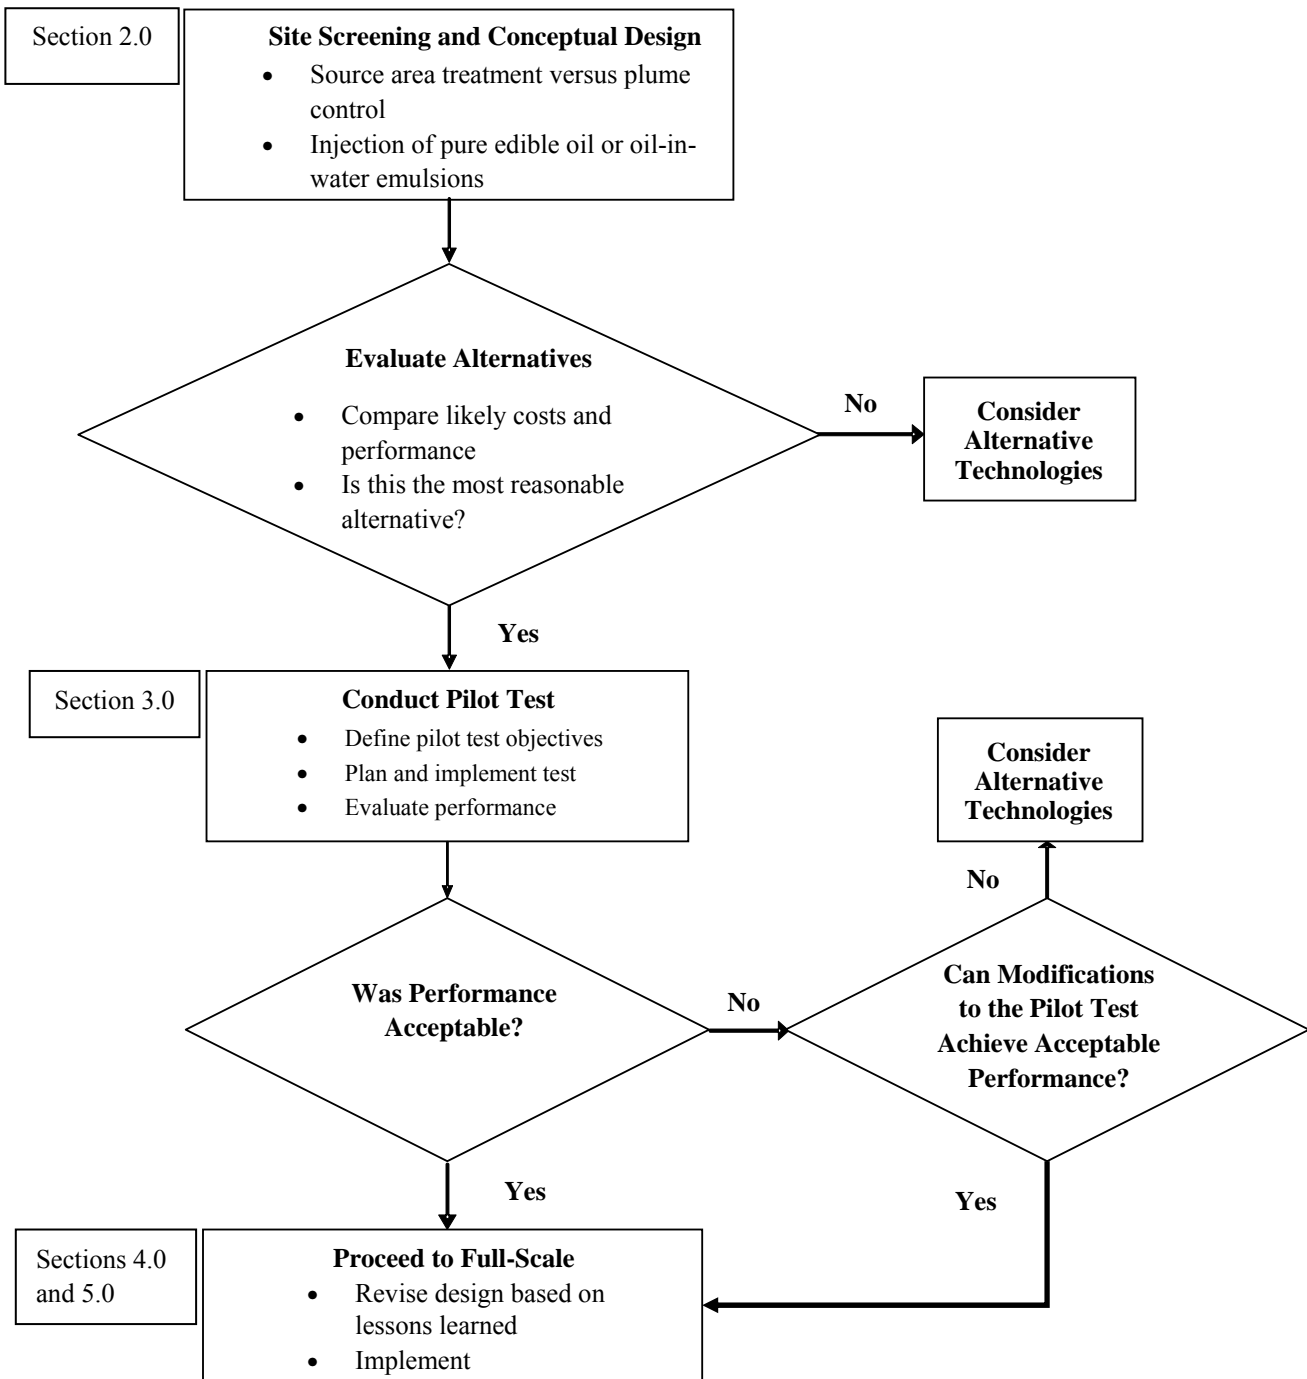 Section 2.0
Site Screening and Conceptual Design
• Source area treatment versus plume
control
• Injection of pure edible oil or oil-in-
water emulsions
Evaluate Alternatives
• Compare likely costs and
performance
• Is this the most reasonable
alternative?
No
Consider
Alternative
Technologies
Yes
Section 3.0
Conduct Pilot Test
• Define pilot test objectives
• Plan and implement test
• Evaluate performance
Consider
Alternative
Technologies
No
Was Performance
Acceptable?
No
Can Modifications
to the Pilot Test
Achieve Acceptable
Performance?
Yes
Yes
Sections 4.0
and 5.0
Proceed to Full-Scale
• Revise design based on
lessons learned
• Implement